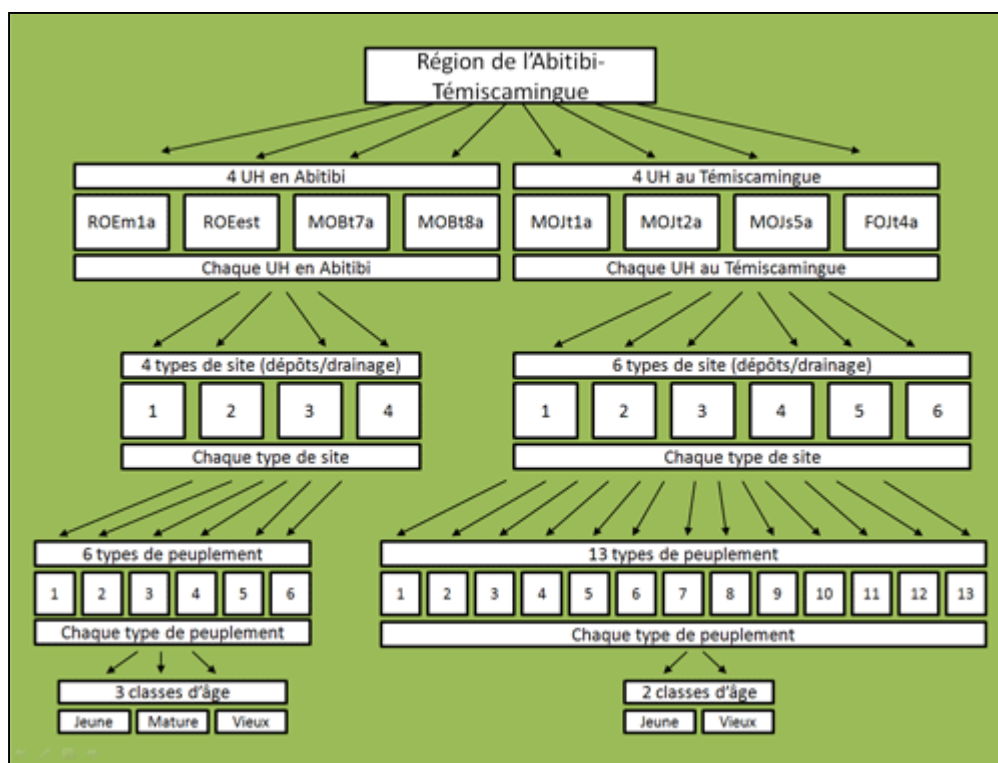 Région de l'Abitibi-
Témiscamingue
4 UH en Abitibi
4 UH au Témiscamingue
ROEm1a ROEest MOBt7a MOBt8a
MOJt1a MOJt2a MOJs5a FOJt4a
Chaque UH en Abitibi
Chaque UH au Témiscamingue
4 types de site (dépôts/drainage)
6 types de site (dépôts/drainage)
1 2 3 4
1 2 3 4 5 6
Chaque type de site
Chaque type de site
6 types de peuplement
13 types de peuplement
1 2 3 4 5 6
1 2 3 4 5 6 7 8 9 10 11 12 13
Chaque type de peuplement
Chaque type de peuplement
3 classes d'âge
2 classes d'âge
Jeune Mature Vieux
Jeune Vieux